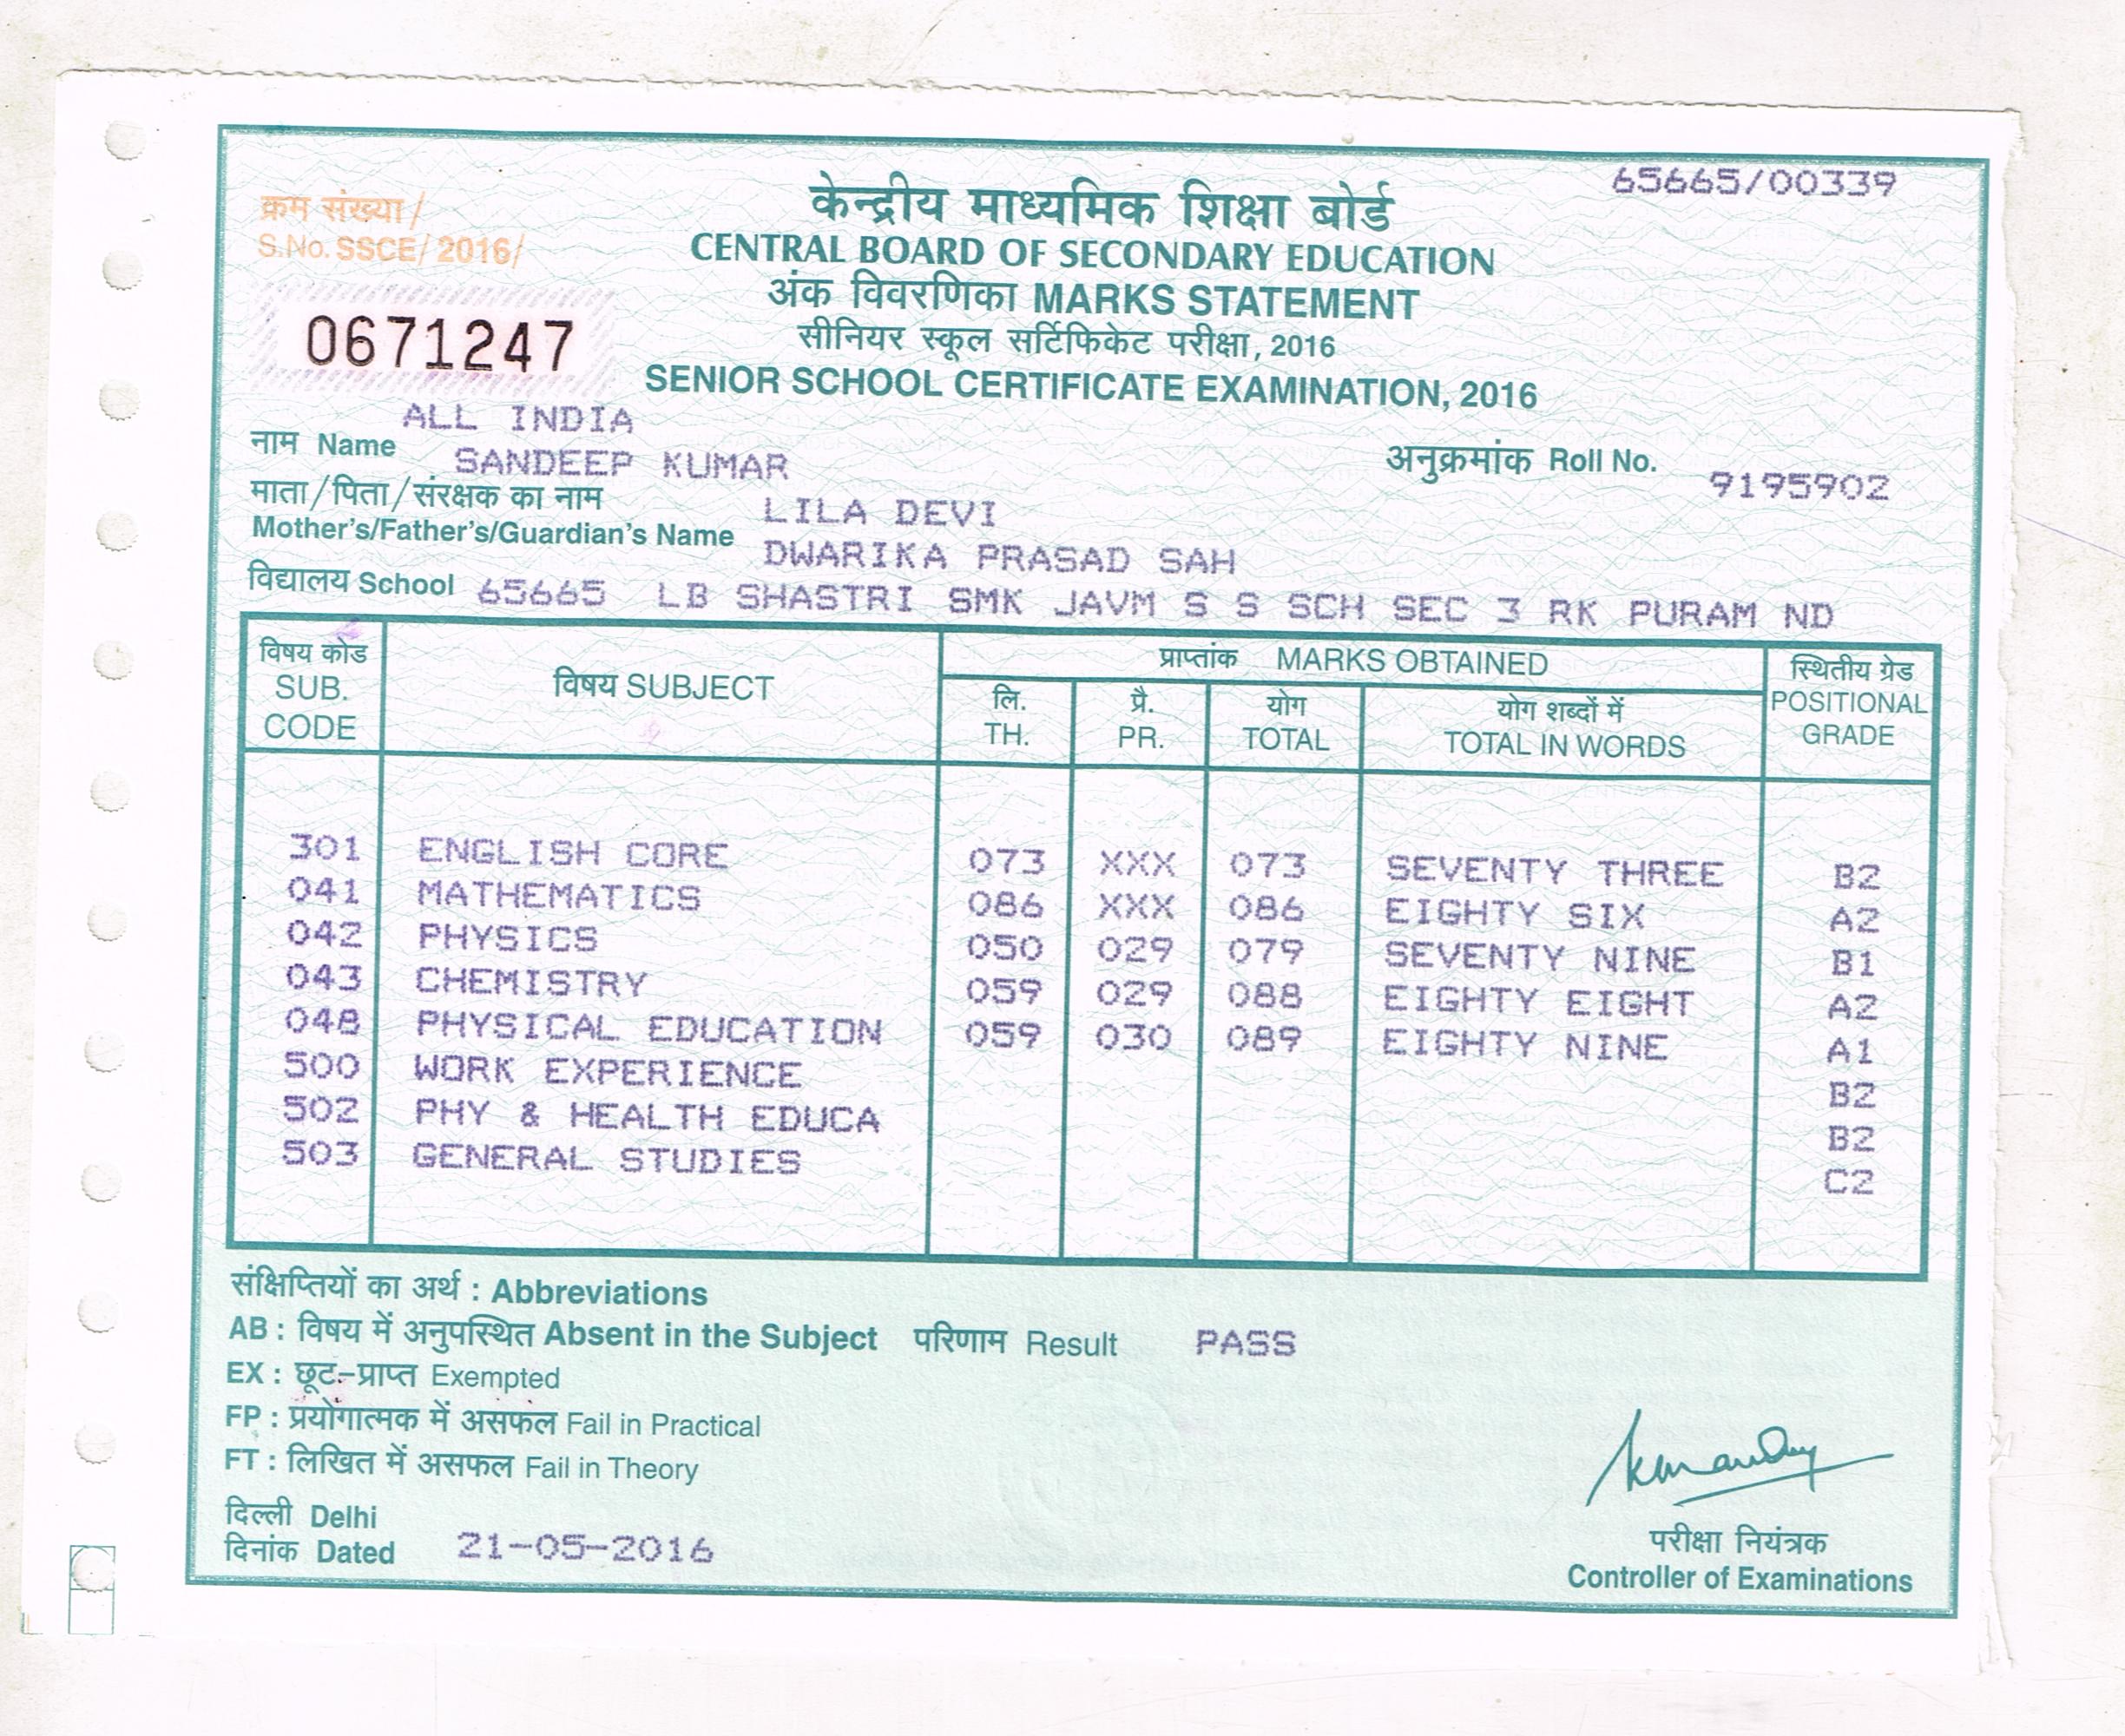 65665/00339
क्रम संख्या/
S.No. SSCE/ 2016/
0671247
केन्द्रीय माध्यमिक शिक्षा बोर्ड
CENTRAL BOARD OF SECONDARY EDUCATION
अंक विवरणिका MARKS STATEMENT
सीनियर स्कूल सर्टिफिकेट परीक्षा, 2016
SENIOR SCHOOL CERTIFICATE EXAMINATION, 2016
ALL INDIA
नाम Name SANDEEP KUMAR अनुक्रमांक Roll No. 9195902
माता/पिता/संरक्षक का नाम LILA DEVI
Mother's/Father's/Guardian's Name DWARIKA PRASAD SAH
विद्यालय School 65665 LB SHASTRI SMK JAVM S S SCH SEC 3 RK PURAM ND
विषय कोड SUB. CODE विषय SUBJECT प्राप्तांक MARKS OBTAINED स्थितीय ग्रेड POSITIONAL GRADE
लि. TH. प्रै. PR. योग TOTAL योग शब्दों में TOTAL IN WORDS
301 ENGLISH CORE 073 XXX 073 SEVENTY THREE B2
041 MATHEMATICS 086 XXX 086 EIGHTY SIX A2
042 PHYSICS 050 029 079 SEVENTY NINE B1
043 CHEMISTRY 059 029 088 EIGHTY EIGHT A2
048 PHYSICAL EDUCATION 059 030 089 EIGHTY NINE A1
500 WORK EXPERIENCE B2
502 PHY & HEALTH EDUCA B2
503 GENERAL STUDIES C2
संक्षिप्तियों का अर्थ : Abbreviations
AB : विषय में अनुपस्थित Absent in the Subject परिणाम Result PASS
EX : छूट-प्राप्त Exempted
FP : प्रयोगात्मक में असफल Fail in Practical
FT : लिखित में असफल Fail in Theory
दिल्ली Delhi
दिनांक Dated 21-05-2016
परीक्षा नियंत्रक
Controller of Examinations